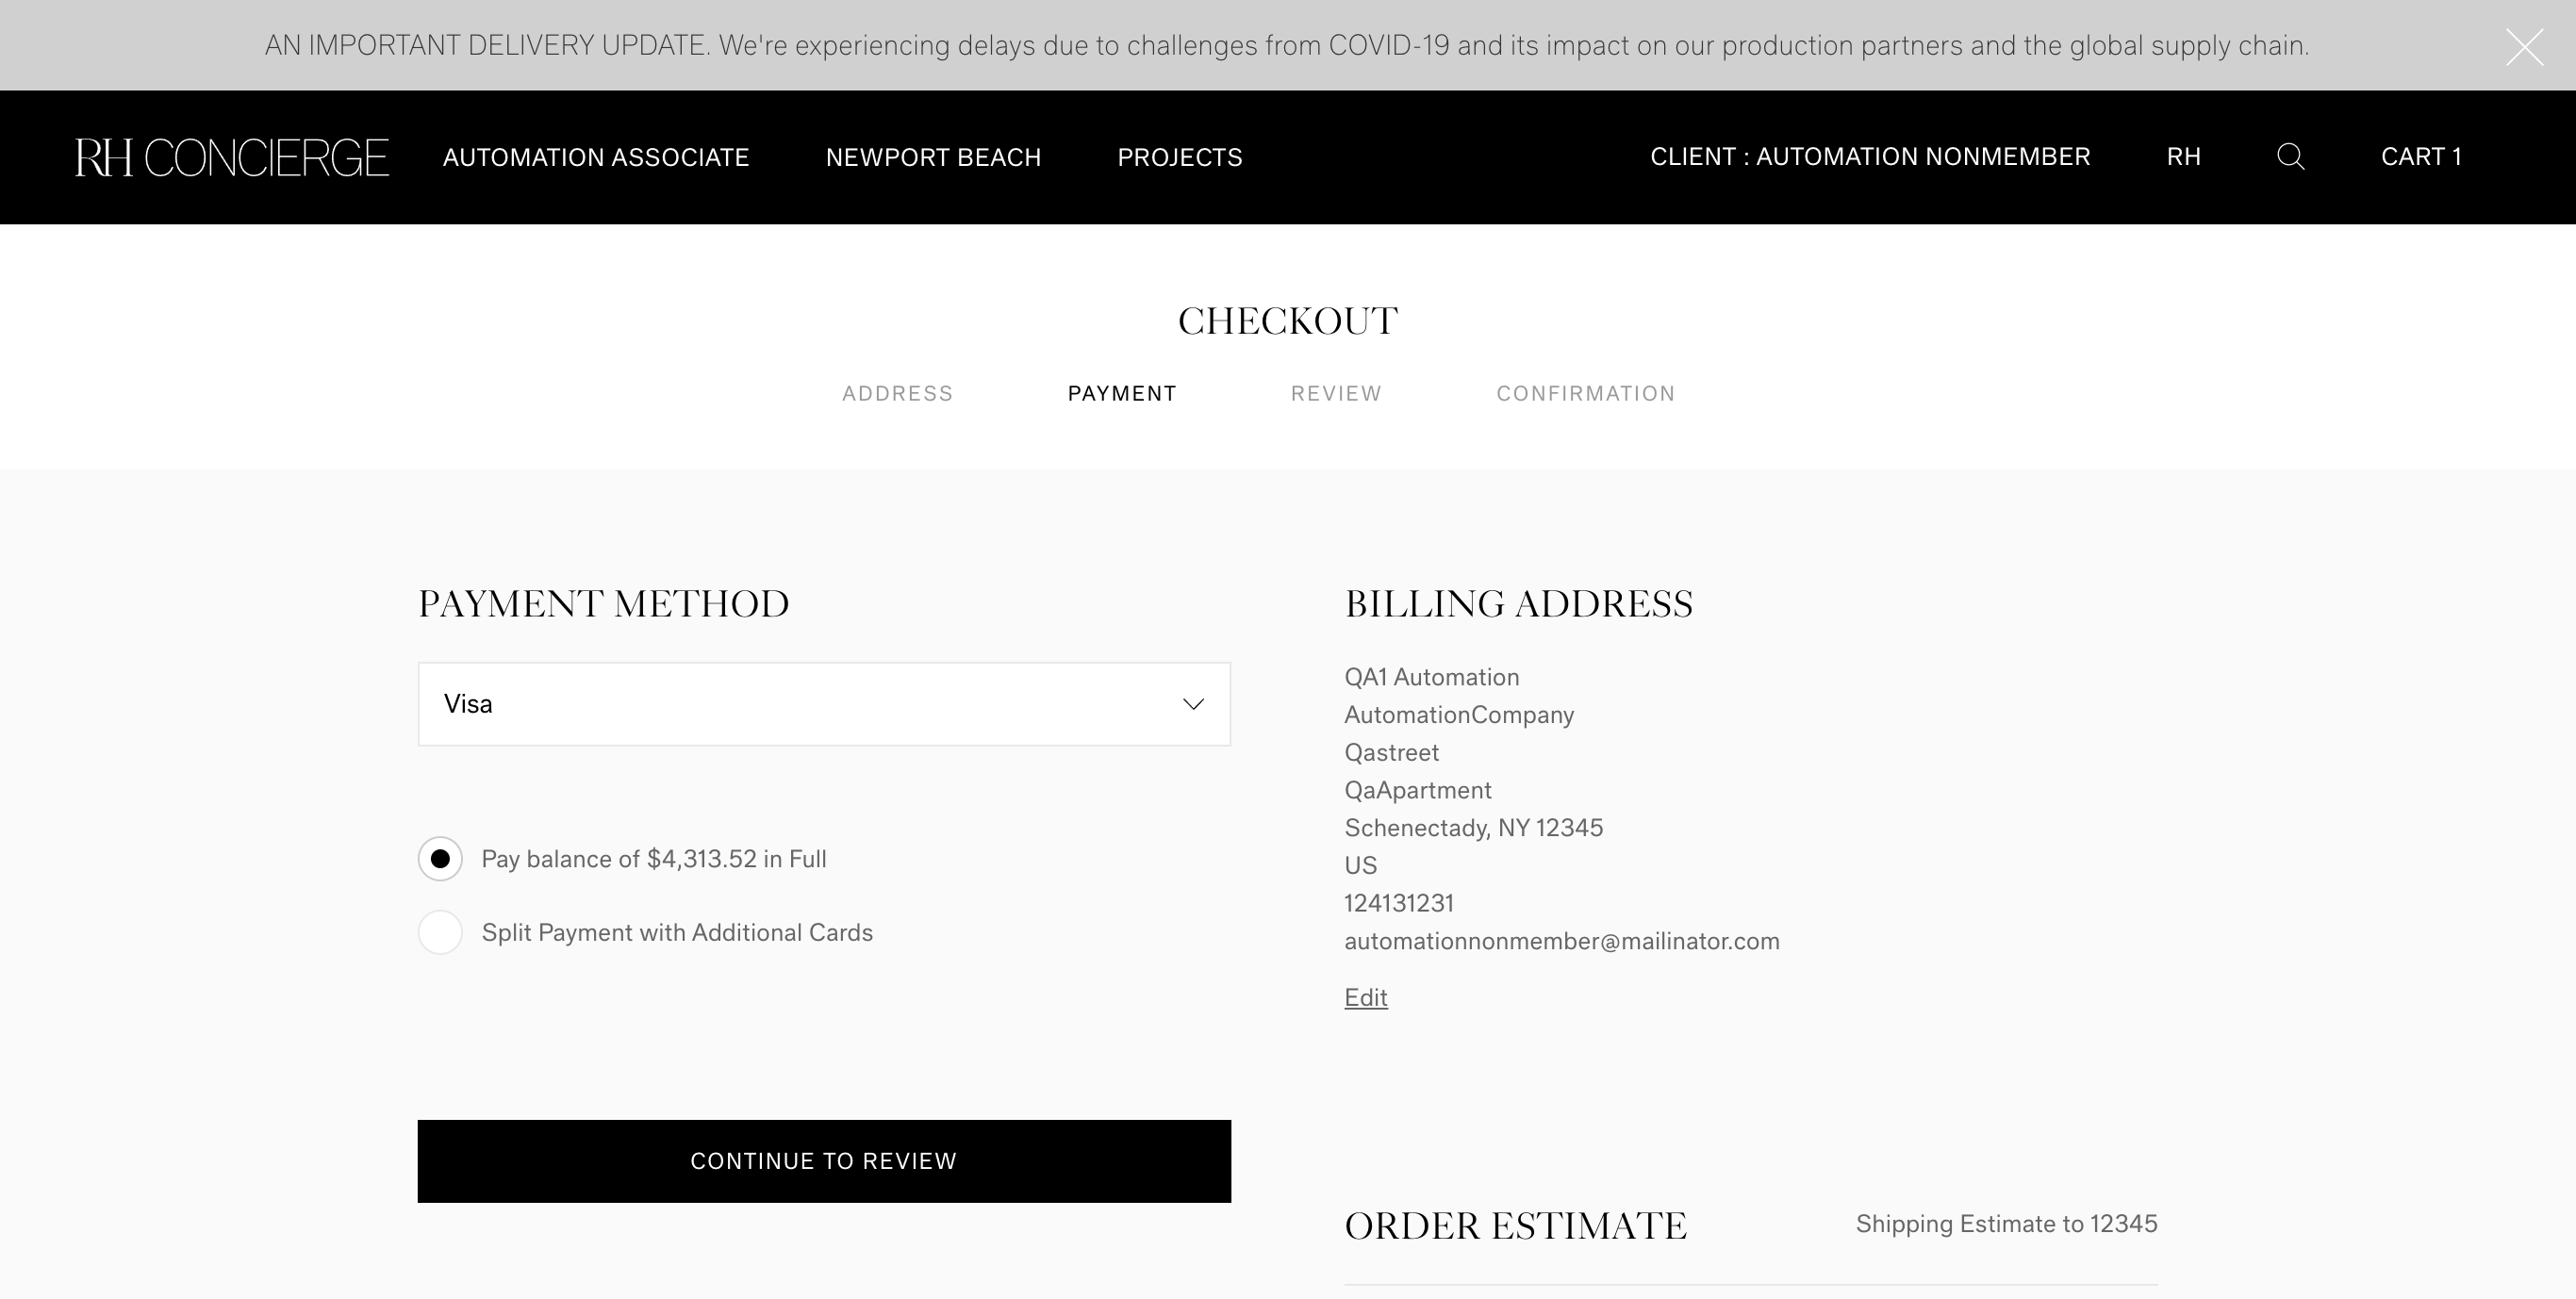 AN IMPORTANT DELIVERY UPDATE. We're experiencing delays due to challenges from COVID-19 and its impact on our production partners and the global supply chain.
RH CONCIERGE AUTOMATION ASSOCIATE NEWPORT BEACH PROJECTS CLIENT : AUTOMATION NONMEMBER RH CART 1
CHECKOUT
ADDRESS PAYMENT REVIEW CONFIRMATION
PAYMENT METHOD
Visa
Pay balance of $4,313.52 in Full
Split Payment with Additional Cards
CONTINUE TO REVIEW
BILLING ADDRESS
QA1 Automation
AutomationCompany
Qastreet
QaApartment
Schenectady, NY 12345
US
124131231
automationnonmember@mailinator.com
Edit
ORDER ESTIMATE Shipping Estimate to 12345